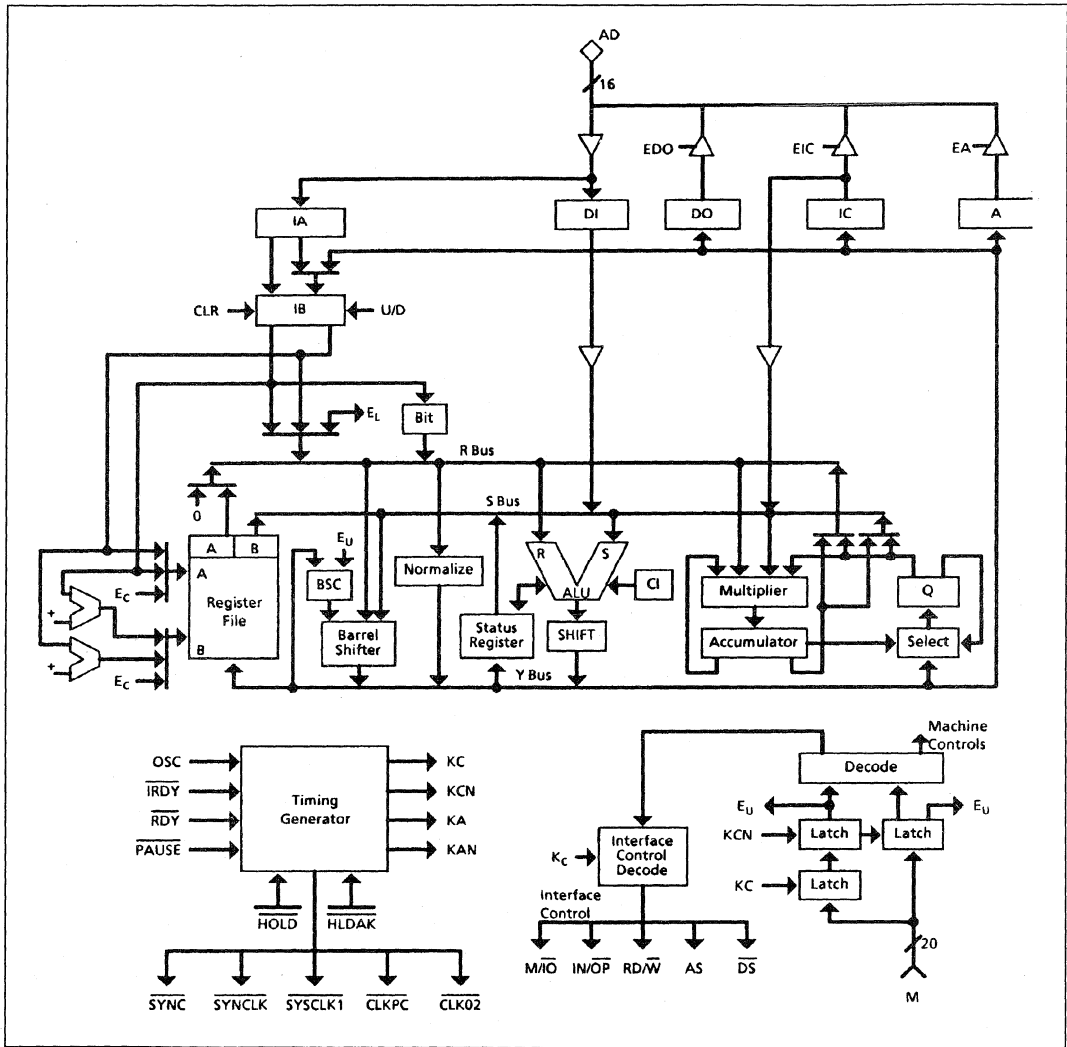 AD
16
EDO
EIC
EA
IA
DI
DO
IC
A
CLR
IB
U/D
EL
Bit
R Bus
0
S Bus
A B
EU
R S
A
BSC
Normalize
ALU
CI
Multiplier
Q
EC
Register
File
+
Barrel
Shifter
Status
Register
SHIFT
Accumulator
Select
B
+
EC
Y Bus
Machine
Controls
OSC
KC
Decode
IRDY
KCN
Timing
Generator
EU
EU
RDY
KA
KCN
Latch
Latch
PAUSE
KAN
KC
Interface
Control
Decode
KC
Latch
HOLD
HLDAK
Interface
Control
20
M/IO IN/OP RD/W AS DS
M
SYNC SYNCLK SYSCLK1 CLKPC CLK02